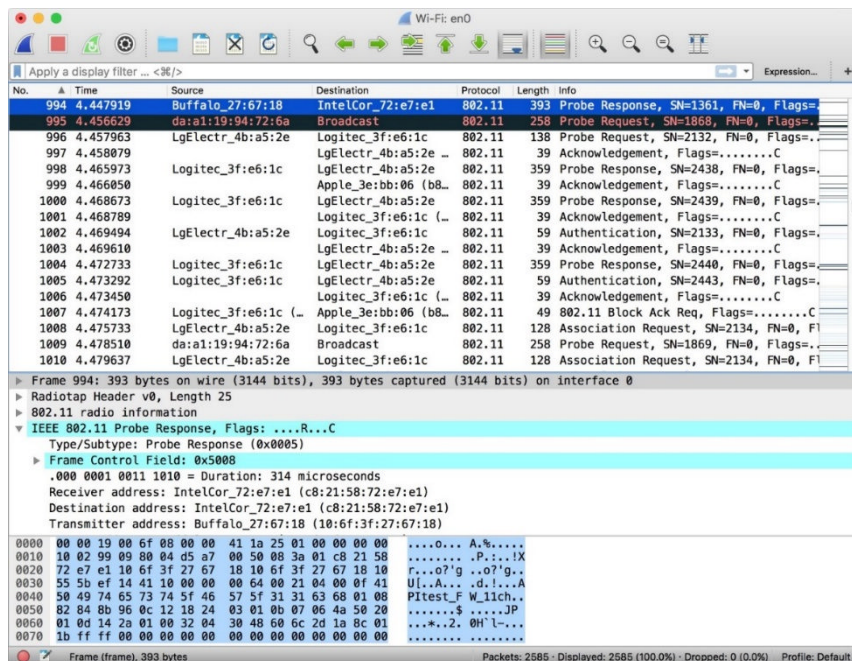 Wi-Fi: en0
Apply a display filter ... <⌘/>
Expression... +
No. Time Source Destination Protocol Length Info
994 4.447919 Buffalo_27:67:18 IntelCor_72:e7:e1 802.11 393 Probe Response, SN=1361, FN=0, Flags=.
995 4.456629 da:a1:19:94:72:6a Broadcast 802.11 258 Probe Request, SN=1868, FN=0, Flags=..
996 4.457963 LgElectr_4b:a5:2e Logitec_3f:e6:1c 802.11 138 Probe Request, SN=2132, FN=0, Flags=..
997 4.458079 LgElectr_4b:a5:2e … 802.11 39 Acknowledgement, Flags=........C
998 4.465973 Logitec_3f:e6:1c LgElectr_4b:a5:2e 802.11 359 Probe Response, SN=2438, FN=0, Flags=.
999 4.466050 Apple_3e:bb:06 (b8… 802.11 39 Acknowledgement, Flags=........C
1000 4.468673 Logitec_3f:e6:1c LgElectr_4b:a5:2e 802.11 359 Probe Response, SN=2439, FN=0, Flags=.
1001 4.468789 Logitec_3f:e6:1c (… 802.11 39 Acknowledgement, Flags=........C
1002 4.469494 LgElectr_4b:a5:2e Logitec_3f:e6:1c 802.11 59 Authentication, SN=2133, FN=0, Flags=.
1003 4.469610 LgElectr_4b:a5:2e … 802.11 39 Acknowledgement, Flags=........C
1004 4.472733 Logitec_3f:e6:1c LgElectr_4b:a5:2e 802.11 359 Probe Response, SN=2440, FN=0, Flags=.
1005 4.473292 Logitec_3f:e6:1c LgElectr_4b:a5:2e 802.11 59 Authentication, SN=2443, FN=0, Flags=.
1006 4.473450 Logitec_3f:e6:1c (… 802.11 39 Acknowledgement, Flags=........C
1007 4.474173 Logitec_3f:e6:1c (… Apple_3e:bb:06 (b8… 802.11 49 802.11 Block Ack Req, Flags=........C
1008 4.475733 LgElectr_4b:a5:2e Logitec_3f:e6:1c 802.11 128 Association Request, SN=2134, FN=0, Fl
1009 4.478510 da:a1:19:94:72:6a Broadcast 802.11 258 Probe Request, SN=1869, FN=0, Flags=..
1010 4.479637 LgElectr_4b:a5:2e Logitec_3f:e6:1c 802.11 128 Association Request, SN=2134, FN=0, Fl
Frame 994: 393 bytes on wire (3144 bits), 393 bytes captured (3144 bits) on interface 0
Radiotap Header v0, Length 25
802.11 radio information
IEEE 802.11 Probe Response, Flags: ....R...C
Type/Subtype: Probe Response (0x0005)
Frame Control Field: 0x5008
.000 0001 0011 1010 = Duration: 314 microseconds
Receiver address: IntelCor_72:e7:e1 (c8:21:58:72:e7:e1)
Destination address: IntelCor_72:e7:e1 (c8:21:58:72:e7:e1)
Transmitter address: Buffalo_27:67:18 (10:6f:3f:27:67:18)
0000 00 00 19 00 6f 08 00 00 41 1a 25 01 00 00 00 00 ....o... A.%.....
0010 10 02 99 09 80 04 d5 a7 00 50 08 3a 01 c8 21 58 ........ .P.:..!X
0020 72 e7 e1 10 6f 3f 27 67 18 10 6f 3f 27 67 18 10 r...o?'g ..o?'g..
0030 55 5b ef 14 41 10 00 00 00 64 00 21 04 00 0f 41 U[..A... .d.!...A
0040 50 49 74 65 73 74 5f 46 57 5f 31 31 63 68 01 08 PItest_F W_11ch..
0050 82 84 8b 96 0c 12 18 24 03 01 0b 07 06 4a 50 20 .......$ .....JP
0060 01 0d 14 2a 01 00 32 04 30 48 60 6c 2d 1a 8c 01 ...*..2. 0H`l-...
0070 1b ff ff 00 00 00 00 00 00 00 00 00 00 00 00 00 ........ ........
Frame (frame), 393 bytes Packets: 2585 · Displayed: 2585 (100.0%) · Dropped: 0 (0.0%) Profile: Default